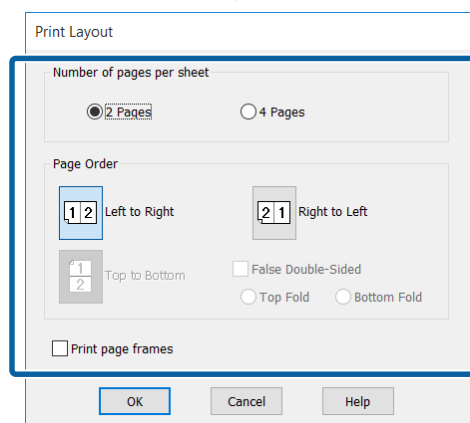 Print Layout
Number of pages per sheet
2 Pages
4 Pages
Page Order
1 2 Left to Right
2 1 Right to Left
1
2
Top to Bottom
False Double-Sided
Top Fold
Bottom Fold
Print page frames
OK
Cancel
Help